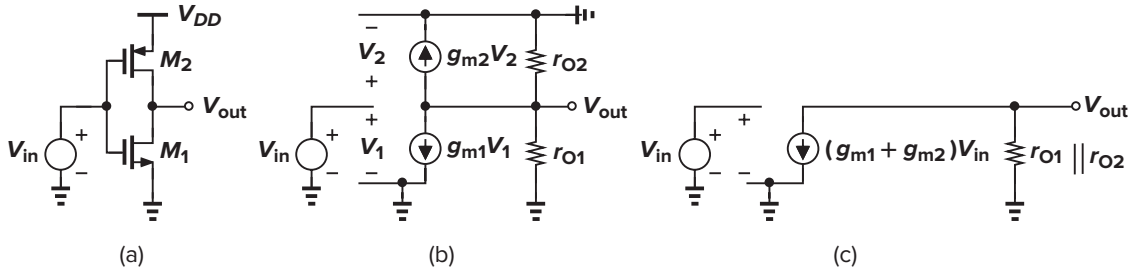 V_DD
M_2
V_out
M_1
V_in
+
−
(a)
−
V_2
+
g_m2V_2
r_O2
V_out
+
V_1
−
g_m1V_1
r_O1
V_in
+
−
(b)
V_in
+
−
+
−
(g_m1 + g_m2)V_in
r_O1 || r_O2
V_out
(c)